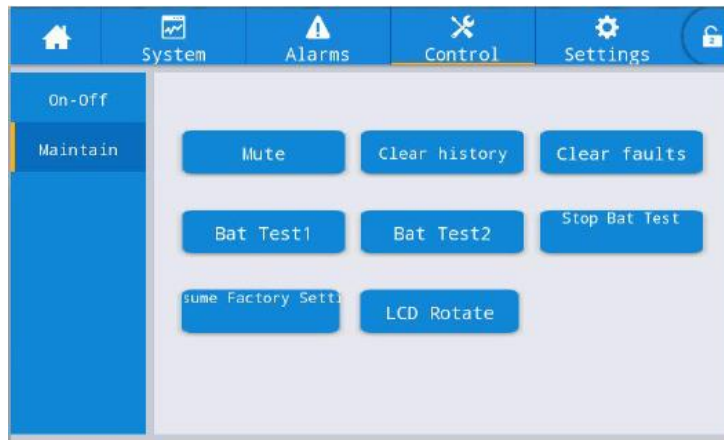 System Alarms Control Settings
2
On-Off
Maintain
Mute Clear history Clear faults
Bat Test1 Bat Test2 Stop Bat Test
sume Factory Setti LCD Rotate